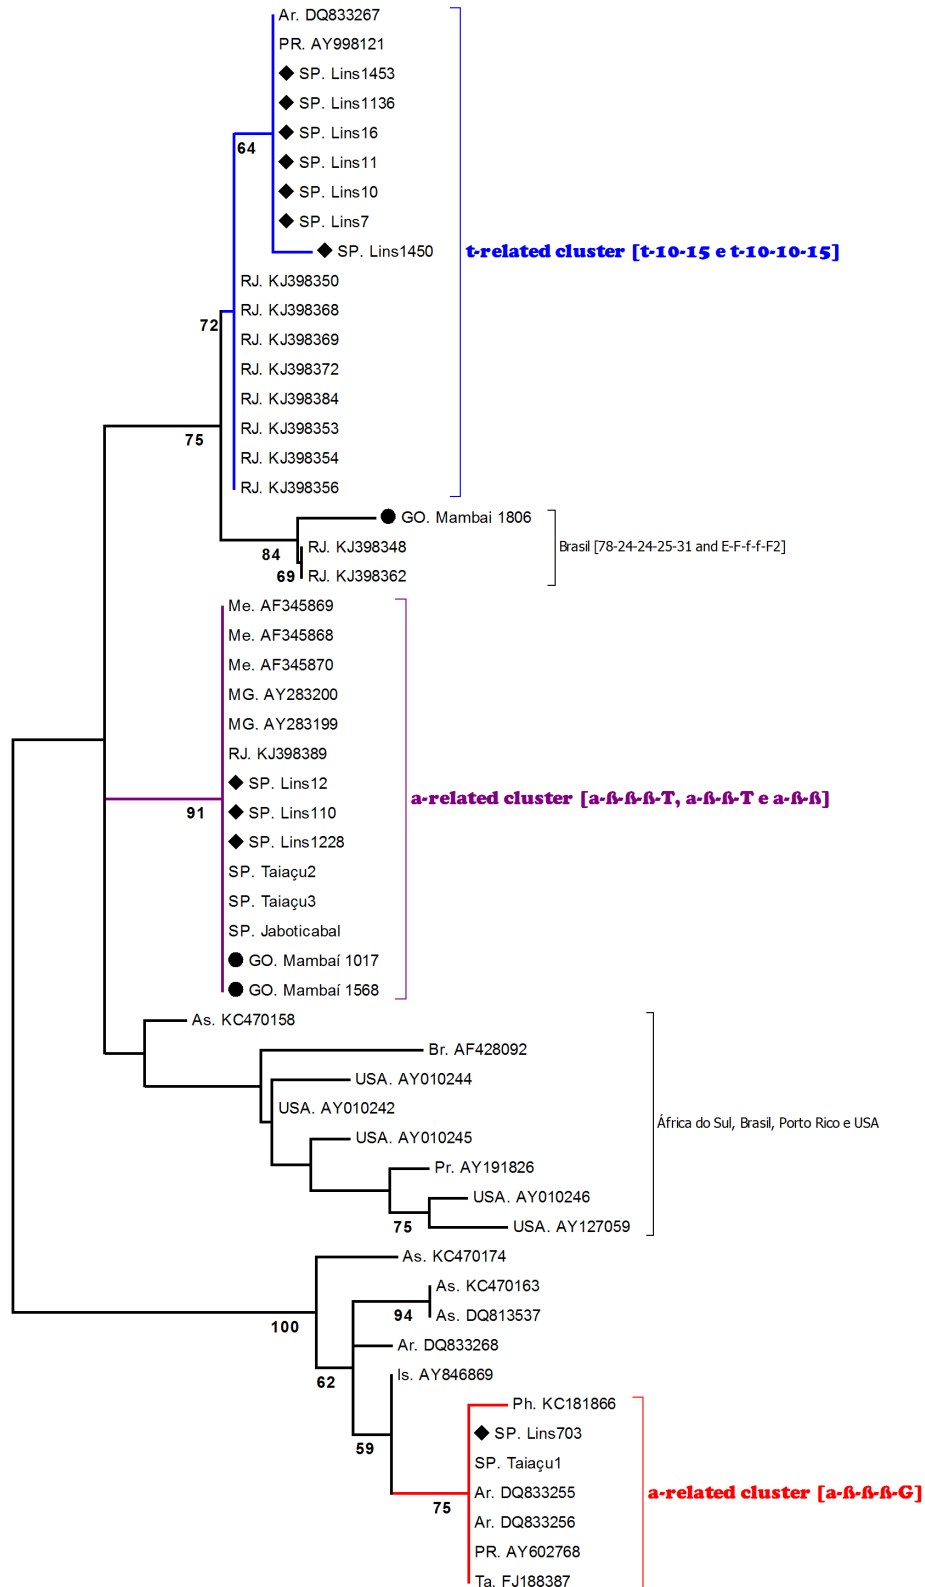 Ar. DQ833267
PR. AY998121
SP. Lins1453
SP. Lins1136
64
SP. Lins16
SP. Lins11
SP. Lins10
SP. Lins7
SP. Lins1450
t-related cluster [t-10-15 e t-10-10-15]
RJ. KJ398350
RJ. KJ398368
72
RJ. KJ398369
RJ. KJ398372
RJ. KJ398384
RJ. KJ398353
75
RJ. KJ398354
RJ. KJ398356
GO. Mambai 1806
84
RJ. KJ398348
Brasil [78-24-24-25-31 and E-F-f-f-F2]
69
RJ. KJ398362
Me. AF345869
Me. AF345868
Me. AF345870
MG. AY283200
MG. AY283199
RJ. KJ398389
SP. Lins12
a-related cluster [a-ß-ß-ß-T, a-ß-ß-T e a-ß-ß]
91
SP. Lins110
SP. Lins1228
SP. Taiaçu2
SP. Taiaçu3
SP. Jaboticabal
GO. Mambaí 1017
GO. Mambaí 1568
As. KC470158
Br. AF428092
USA. AY010244
USA. AY010242
África do Sul, Brasil, Porto Rico e USA
USA. AY010245
Pr. AY191826
USA. AY010246
75
USA. AY127059
As. KC470174
As. KC470163
94
As. DQ813537
100
Ar. DQ833268
62
Is. AY846869
Ph. KC181866
59
SP. Lins703
SP. Taiaçu1
Ar. DQ833255
a-related cluster [a-ß-ß-ß-G]
75
Ar. DQ833256
PR. AY602768
Ta. FJ188387